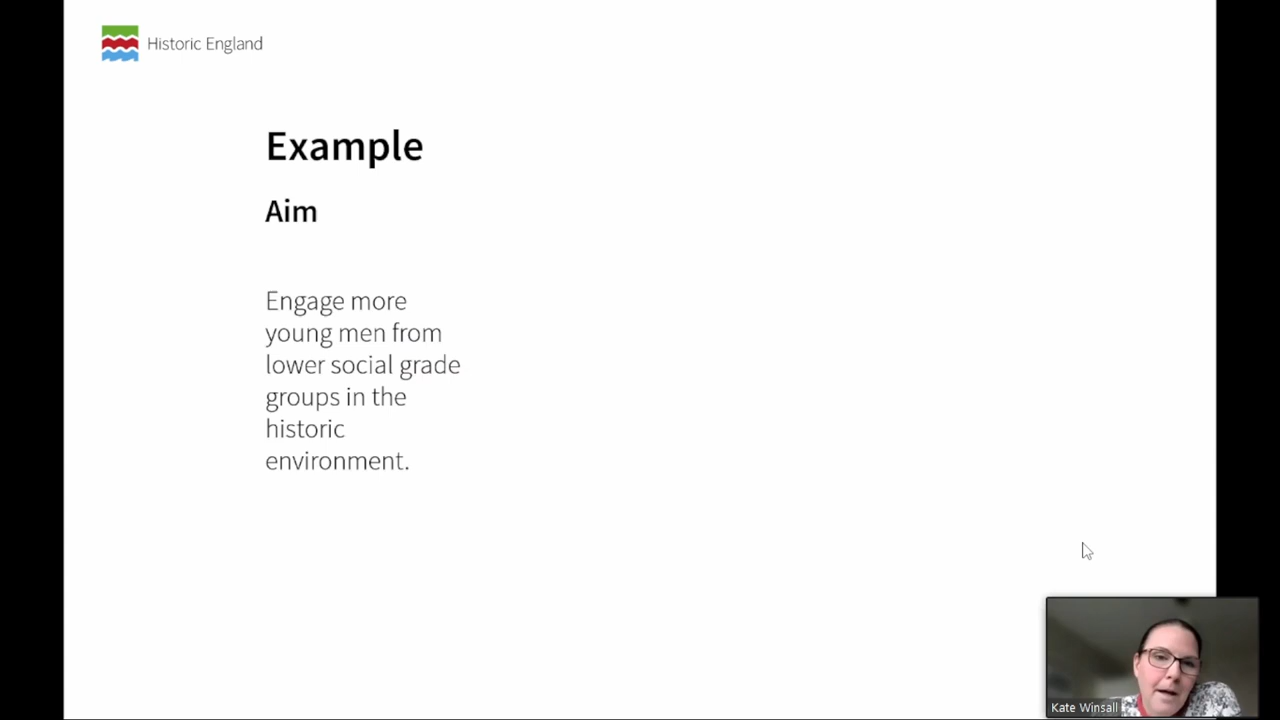 Historic England
Example
Aim
Engage more
young men from
lower social grade
groups in the
historic
environment.
Kate Winsall